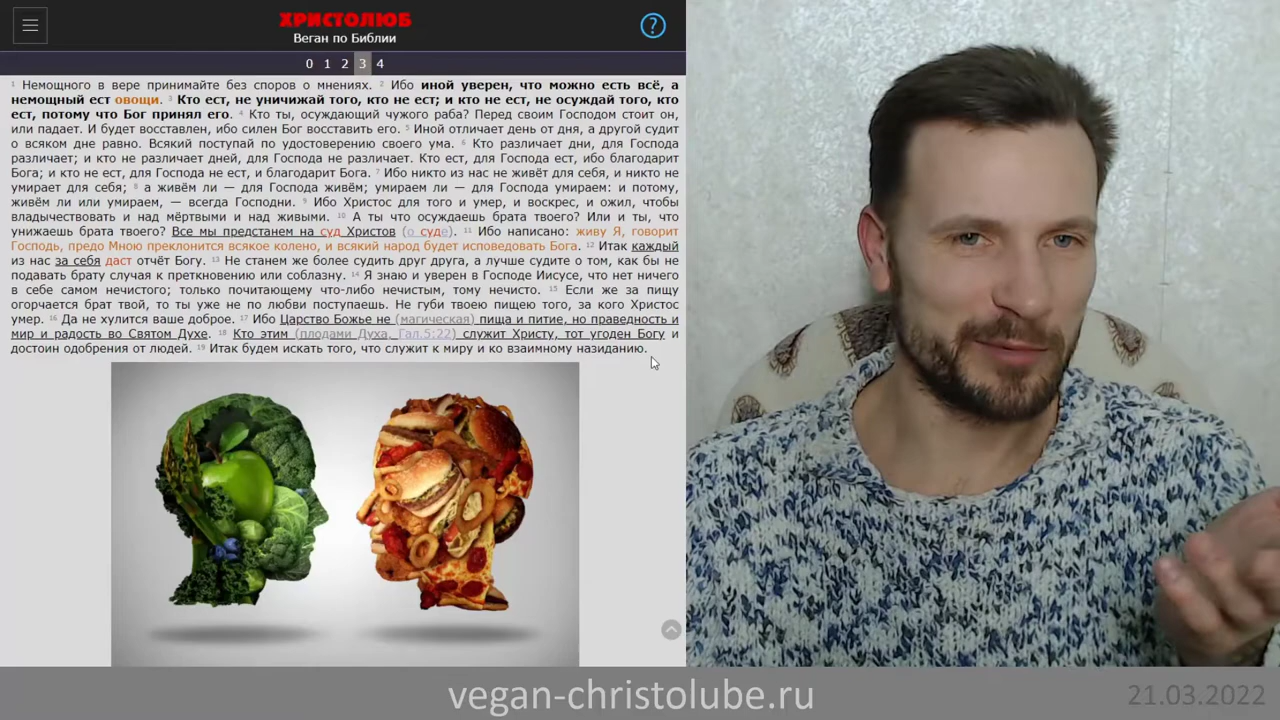 ХРИСТОЛЮБ
Веган по Библии
?
0 1 2 3 4
1 Немощного в вере принимайте без споров о мнениях. 2 Ибо иной уверен, что можно есть всё, а
немощный ест овощи. 3 Кто ест, не уничижай того, кто не ест; и кто не ест, не осуждай того, кто
ест, потому что Бог принял его. 4 Кто ты, осуждающий чужого раба? Перед своим Господом стоит он,
или падает. И будет восставлен, ибо силен Бог восставить его. 5 Иной отличает день от дня, а другой судит
о всяком дне равно. Всякий поступай по удостоверению своего ума. 6 Кто различает дни, для Господа
различает; и кто не различает дней, для Господа не различает. Кто ест, для Господа ест, ибо благодарит
Бога; и кто не ест, для Господа не ест, и благодарит Бога. 7 Ибо никто из нас не живёт для себя, и никто не
умирает для себя; 8 а живём ли — для Господа живём; умираем ли — для Господа умираем: и потому,
живём ли или умираем, — всегда Господни. 9 Ибо Христос для того и умер, и воскрес, и ожил, чтобы
владычествовать и над мёртвыми и над живыми. 10 А ты что осуждаешь брата твоего? Или и ты, что
унижаешь брата твоего? Все мы предстанем на суд Христов (о суде). 11 Ибо написано: живу Я, говорит
Господь, предо Мною преклонится всякое колено, и всякий народ будет исповедовать Бога. 12 Итак каждый
из нас за себя даст отчёт Богу. 13 Не станем же более судить друг друга, а лучше судите о том, как бы не
подавать брату случая к преткновению или соблазну. 14 Я знаю и уверен в Господе Иисусе, что нет ничего
в себе самом нечистого; только почитающему что-либо нечистым, тому нечисто. 15 Если же за пищу
огорчается брат твой, то ты уже не по любви поступаешь. Не губи твоею пищею того, за кого Христос
умер. 16 Да не хулится ваше доброе. 17 Ибо Царство Божье не (магическая) пища и питие, но праведность и
мир и радость во Святом Духе. 18 Кто этим (плодами Духа, Гал.5:22) служит Христу, тот угоден Богу и
достоин одобрения от людей. 19 Итак будем искать того, что служит к миру и ко взаимному назиданию.
vegan-christolube.ru
21.03.2022